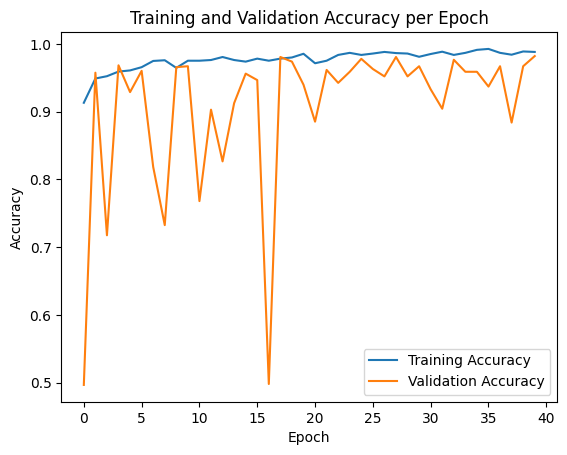 Training and Validation Accuracy per Epoch
1.0
0.9
0.8
0.7
0.6
0.5
Accuracy
Training Accuracy
Validation Accuracy
0 5 10 15 20 25 30 35 40
Epoch